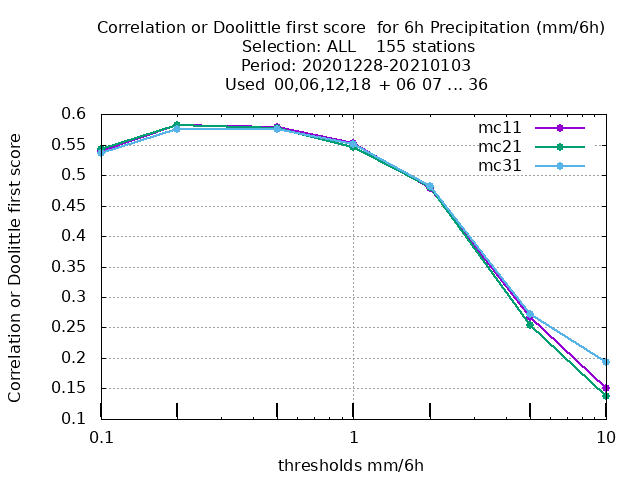 Correlation or Doolittle first score  for 6h Precipitation (mm/6h)
Selection: ALL    155 stations
Period: 20201228-20210103
Used  00,06,12,18  + 06 07 ... 36
Correlation or Doolittle first score
0.6
0.55
0.5
0.45
0.4
0.35
0.3
0.25
0.2
0.15
0.1
mc11
mc21
mc31
0.1
1
10
thresholds mm/6h